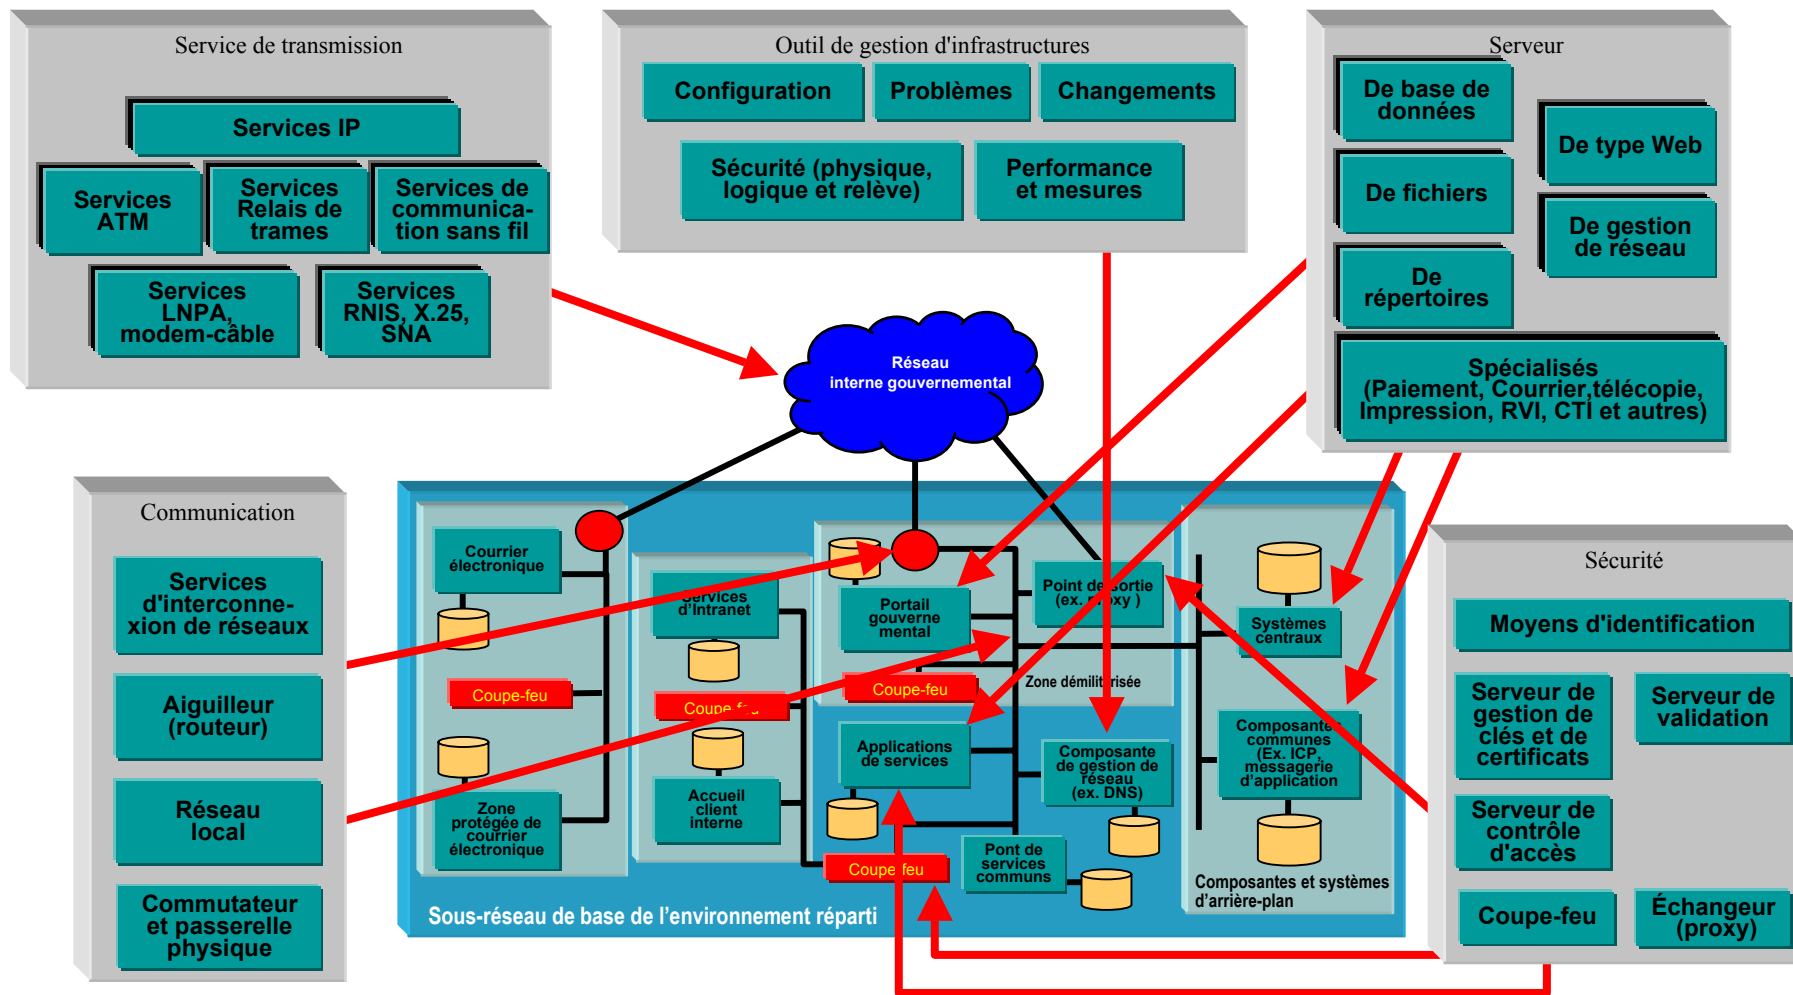 Service de transmission
Services IP
Services
ATM
Services
Relais de
trames
Services de
communica-
tion sans fil
Services
LNPA,
modem-câble
Services
RNIS, X.25,
SNA
Outil de gestion d'infrastructures
Configuration
Problèmes
Changements
Sécurité (physique,
logique et relève)
Performance
et mesures
Serveur
De base de
données
De type Web
De fichiers
De gestion
de réseau
De
répertoires
Spécialisés
(Paiement, Courrier,télécopie,
Impression, RVI, CTI et autres)
Réseau
interne gouvernemental
Communication
Services
d'interconne-
xion de réseaux
Aiguilleur
(routeur)
Réseau
local
Commutateur
et passerelle
physique
Courrier
électronique
Coupe-feu
Zone
protégée de
courrier
électronique
Services
d'Intranet
Coupe-feu
Accueil
client
interne
Portail
gouverne
mental
Coupe-feu
Point de sortie
(ex. proxy )
Zone démilitarisée
Applications
de services
Composante
de gestion de
réseau
(ex. DNS)
Coupe-feu
Pont de
services
communs
Systèmes
centraux
Composantes
communes
(Ex. ICP,
messagerie
d'application
Composantes et systèmes
d'arrière-plan
Sous-réseau de base de l'environnement réparti
Sécurité
Moyens d'identification
Serveur de
gestion de
clés et de
certificats
Serveur de
validation
Serveur de
contrôle
d'accès
Coupe-feu
Échangeur
(proxy)